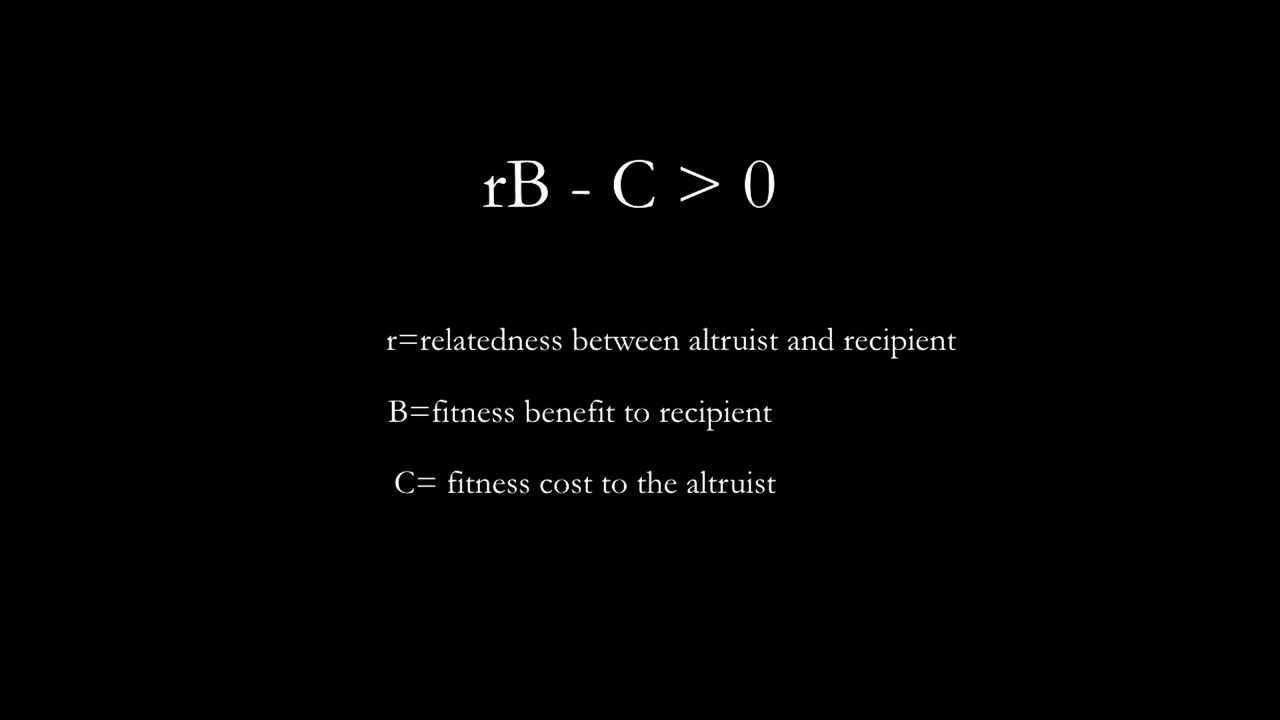 rB - C > 0
r=relatedness between altruist and recipient
B=fitness benefit to recipient
C= fitness cost to the altruist